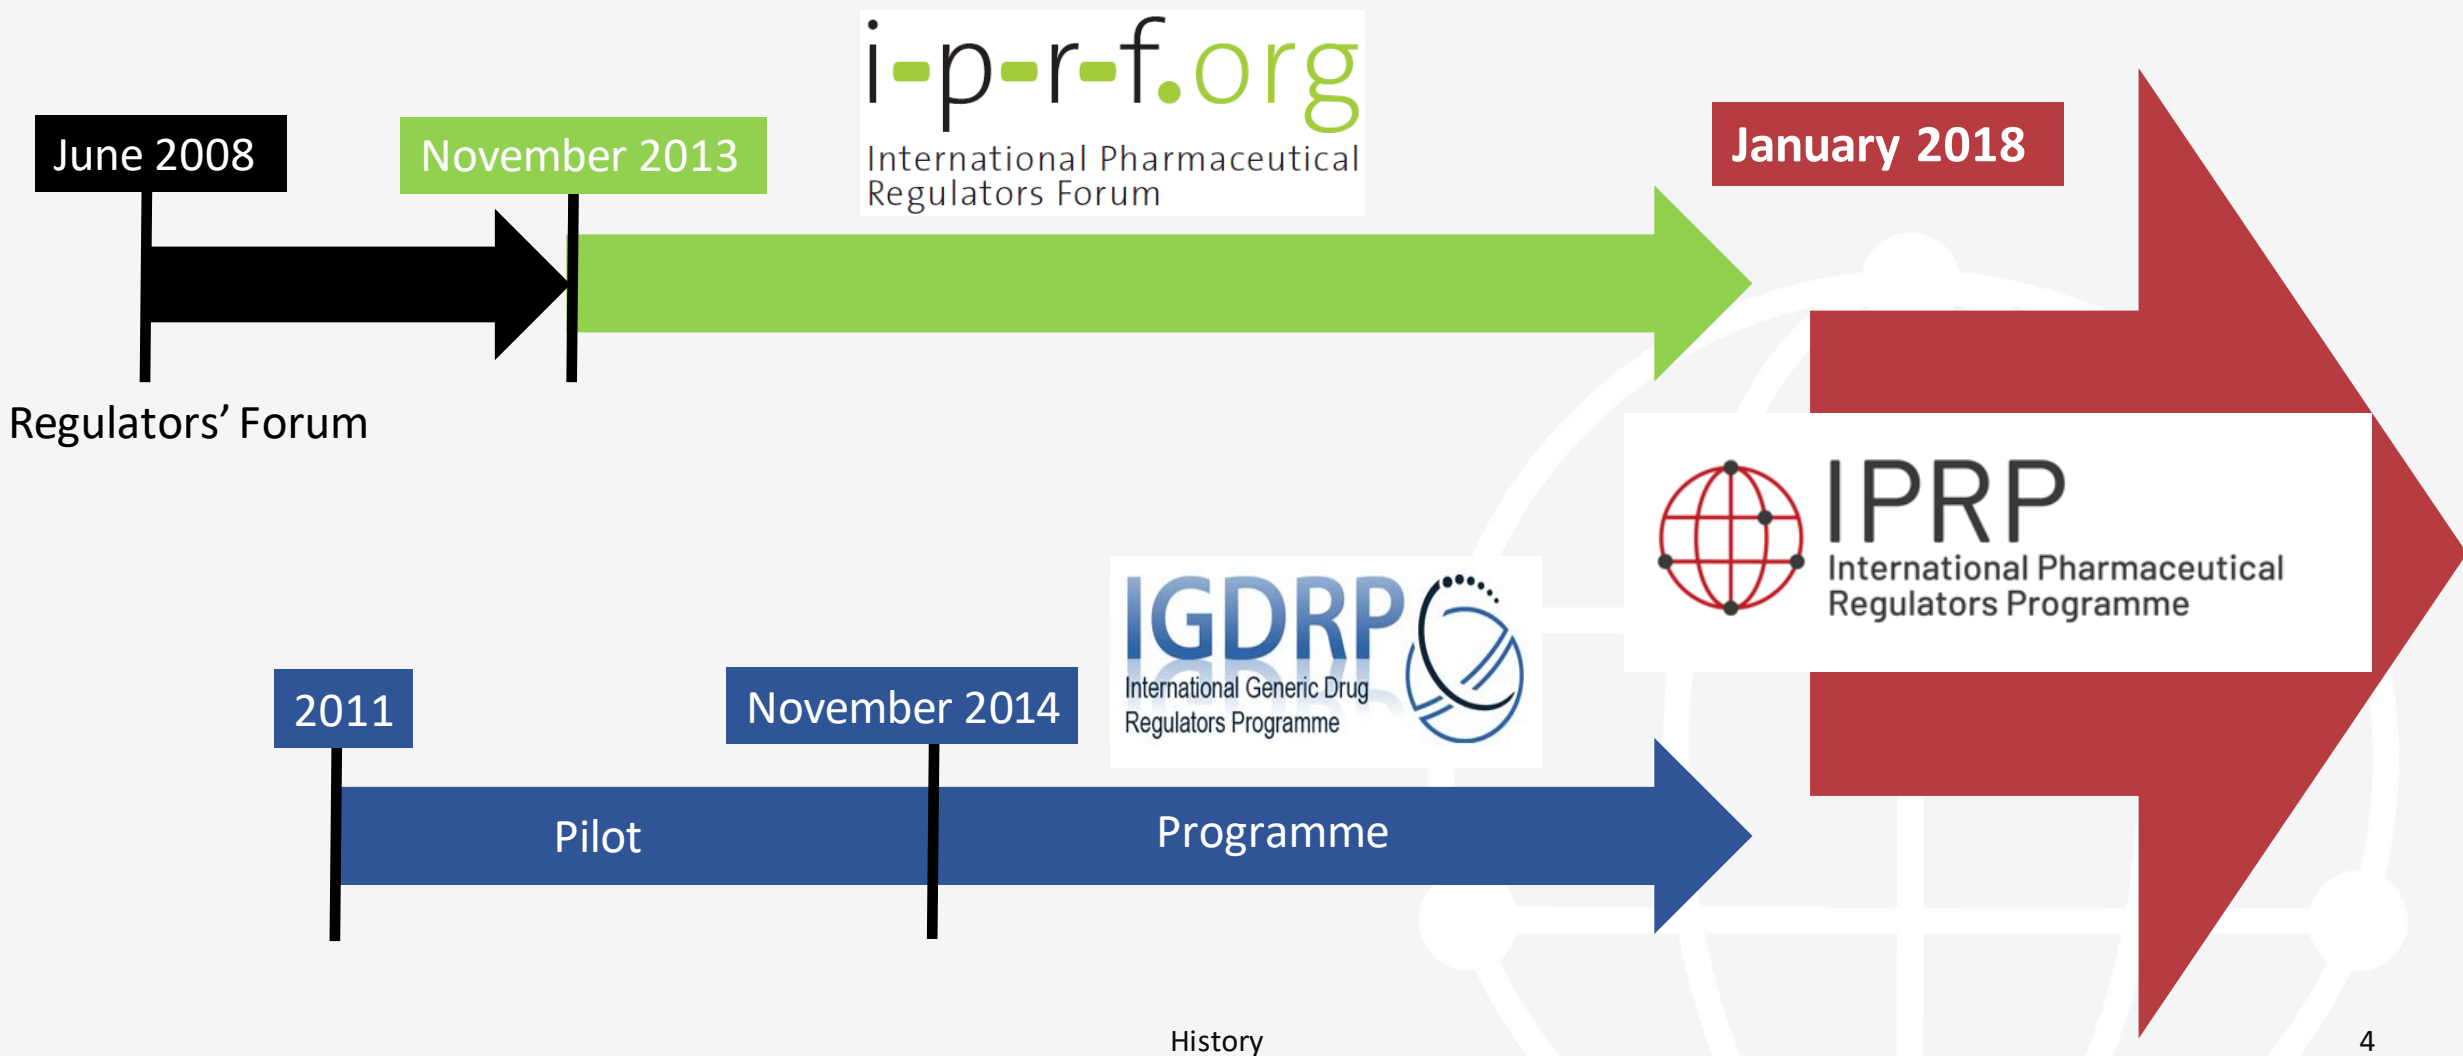 i-p-r-f.org
International Pharmaceutical
Regulators Forum
June 2008
November 2013
January 2018
Regulators’ Forum
IPRP
International Pharmaceutical
Regulators Programme
IGDRP
International Generic Drug
Regulators Programme
2011
November 2014
Pilot
Programme
History
4